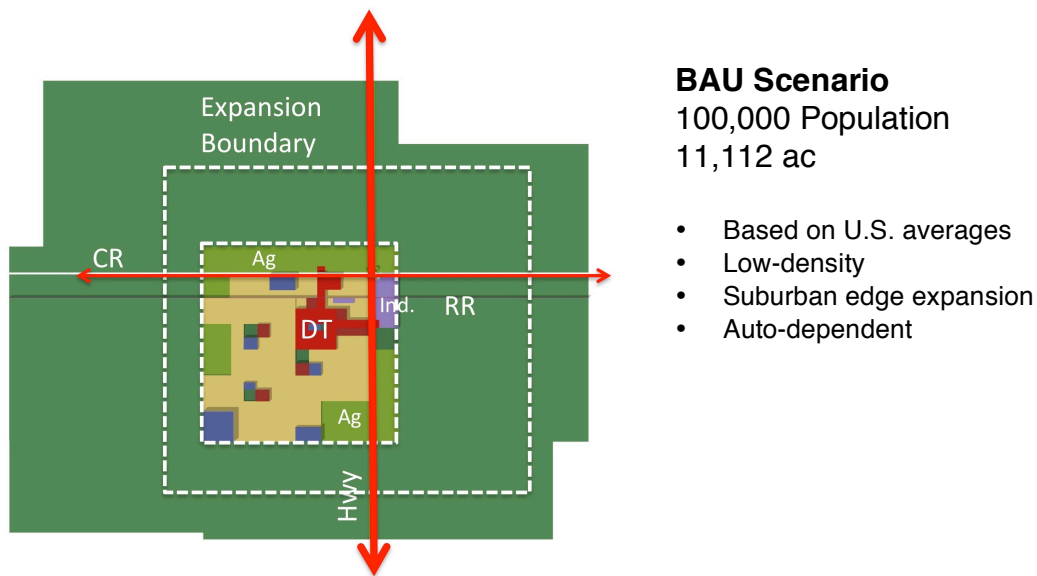 Expansion
Boundary
CR
Ag
Ind.
RR
DT
Ag
Hwy
BAU Scenario
100,000 Population
11,112 ac
• Based on U.S. averages
• Low-density
• Suburban edge expansion
• Auto-dependent